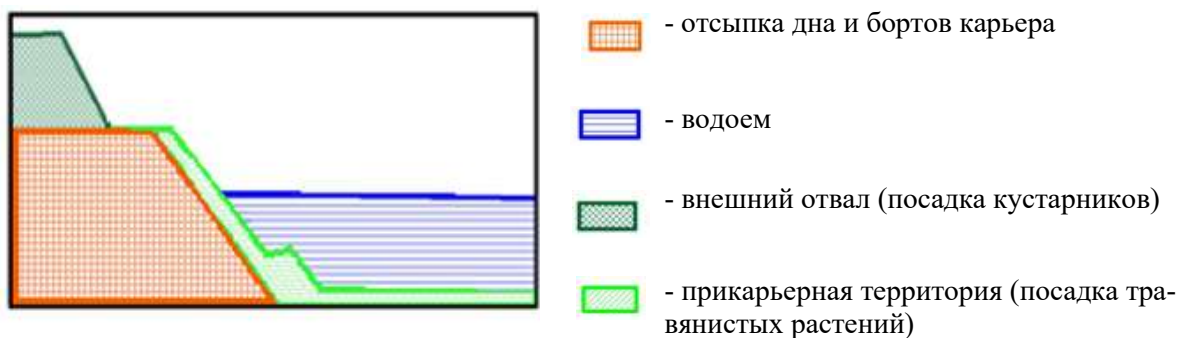 - отсыпка дна и бортов карьера
- водоем
- внешний отвал (посадка кустарников)
- прикарьерная территория (посадка тра-
вянистых растений)